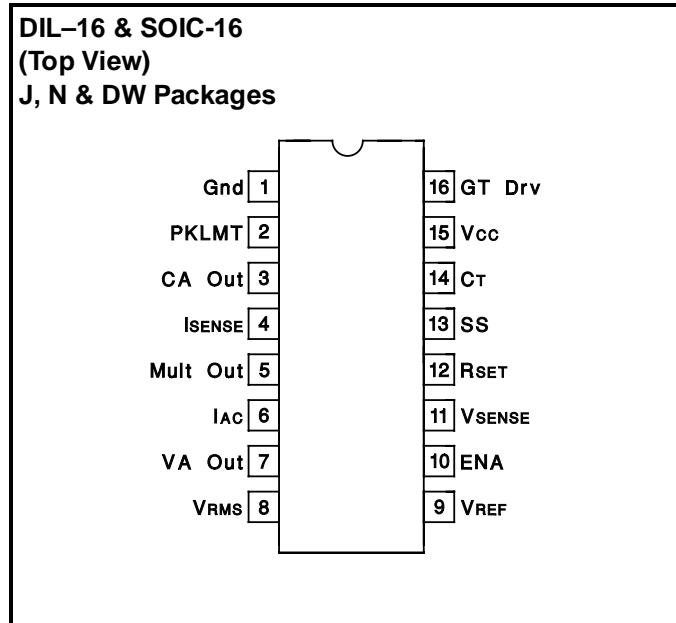 DIL–16 & SOIC-16
(Top View)
J, N & DW Packages
Gnd 1 16 GT Drv
PKLMT 2 15 VCC
CA Out 3 14 CT
ISENSE 4 13 SS
Mult Out 5 12 RSET
IAC 6 11 VSENSE
VA Out 7 10 ENA
VRMS 8 9 VREF